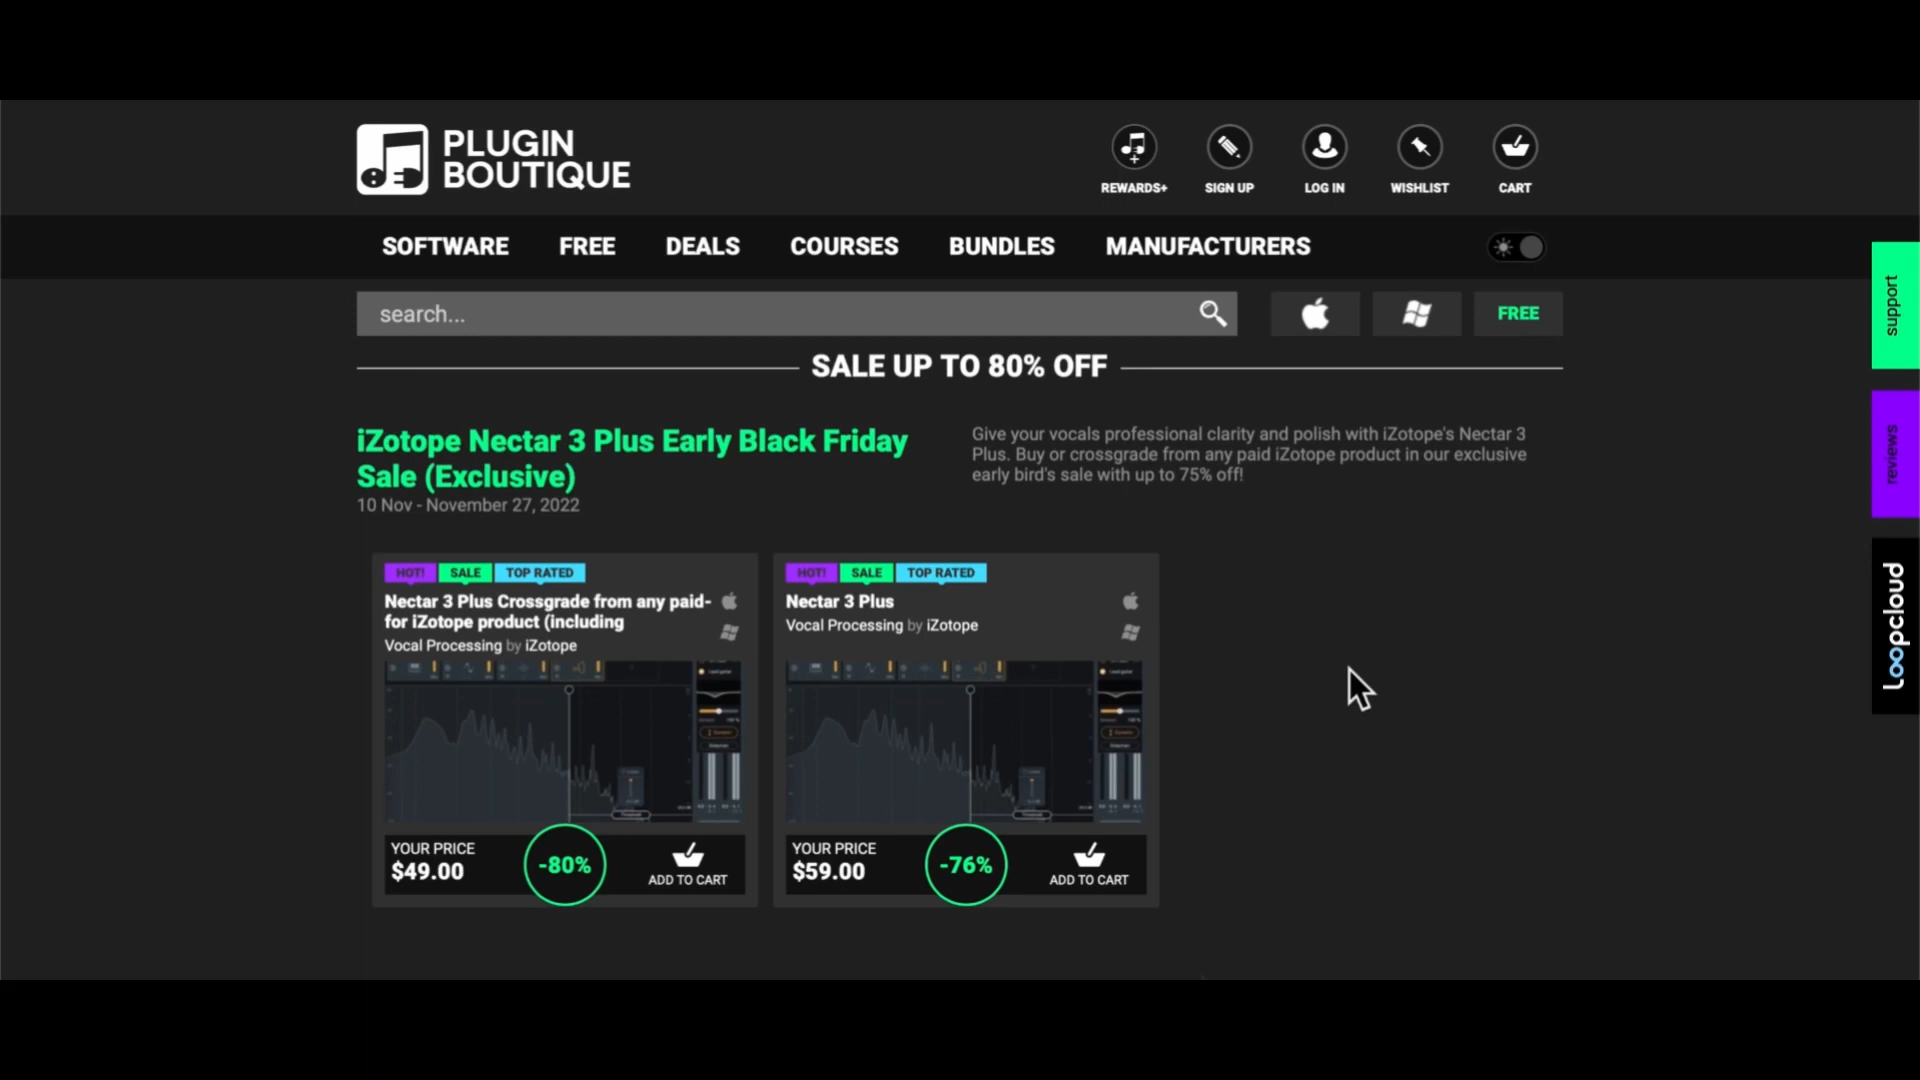 PLUGIN
BOUTIQUE
REWARDS+
SIGN UP
LOG IN
WISHLIST
CART
SOFTWARE
FREE
DEALS
COURSES
BUNDLES
MANUFACTURERS
search...
FREE
SALE UP TO 80% OFF
iZotope Nectar 3 Plus Early Black Friday
Sale (Exclusive)
10 Nov - November 27, 2022
Give your vocals professional clarity and polish with iZotope's Nectar 3
Plus. Buy or crossgrade from any paid iZotope product in our exclusive
early bird's sale with up to 75% off!
HOT!
SALE
TOP RATED
Nectar 3 Plus Crossgrade from any paid-
for iZotope product (including
Vocal Processing by iZotope
YOUR PRICE
$49.00
-80%
ADD TO CART
HOT!
SALE
TOP RATED
Nectar 3 Plus
Vocal Processing by iZotope
YOUR PRICE
$59.00
-76%
ADD TO CART
support
reviews
loopcloud